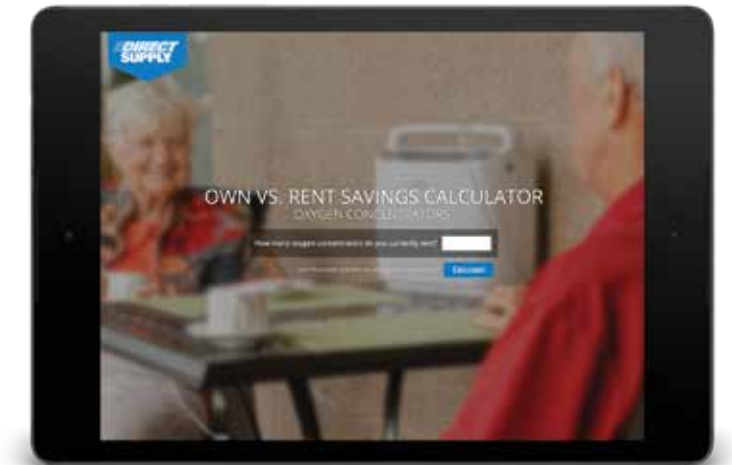 DIRECT
SUPPLY
OWN VS. RENT SAVINGS CALCULATOR
OXYGEN CONCENTRATORS
How many oxygen concentrators do you currently rent?
Calculate